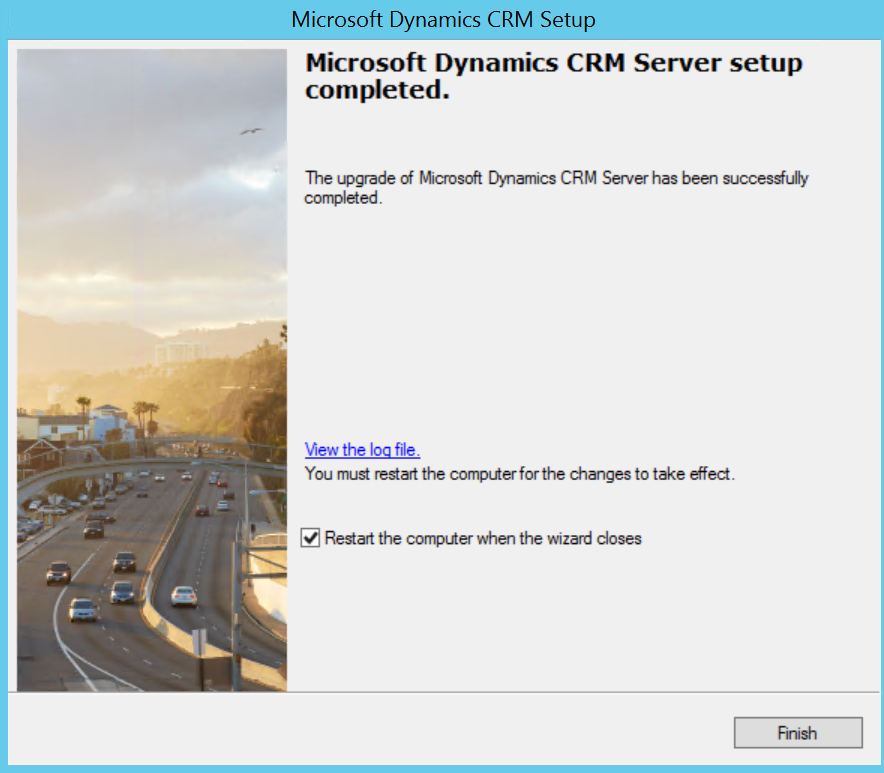 Microsoft Dynamics CRM Setup
Microsoft Dynamics CRM Server setup
completed.
The upgrade of Microsoft Dynamics CRM Server has been successfully
completed.
View the log file.
You must restart the computer for the changes to take effect.
Restart the computer when the wizard closes
Finish